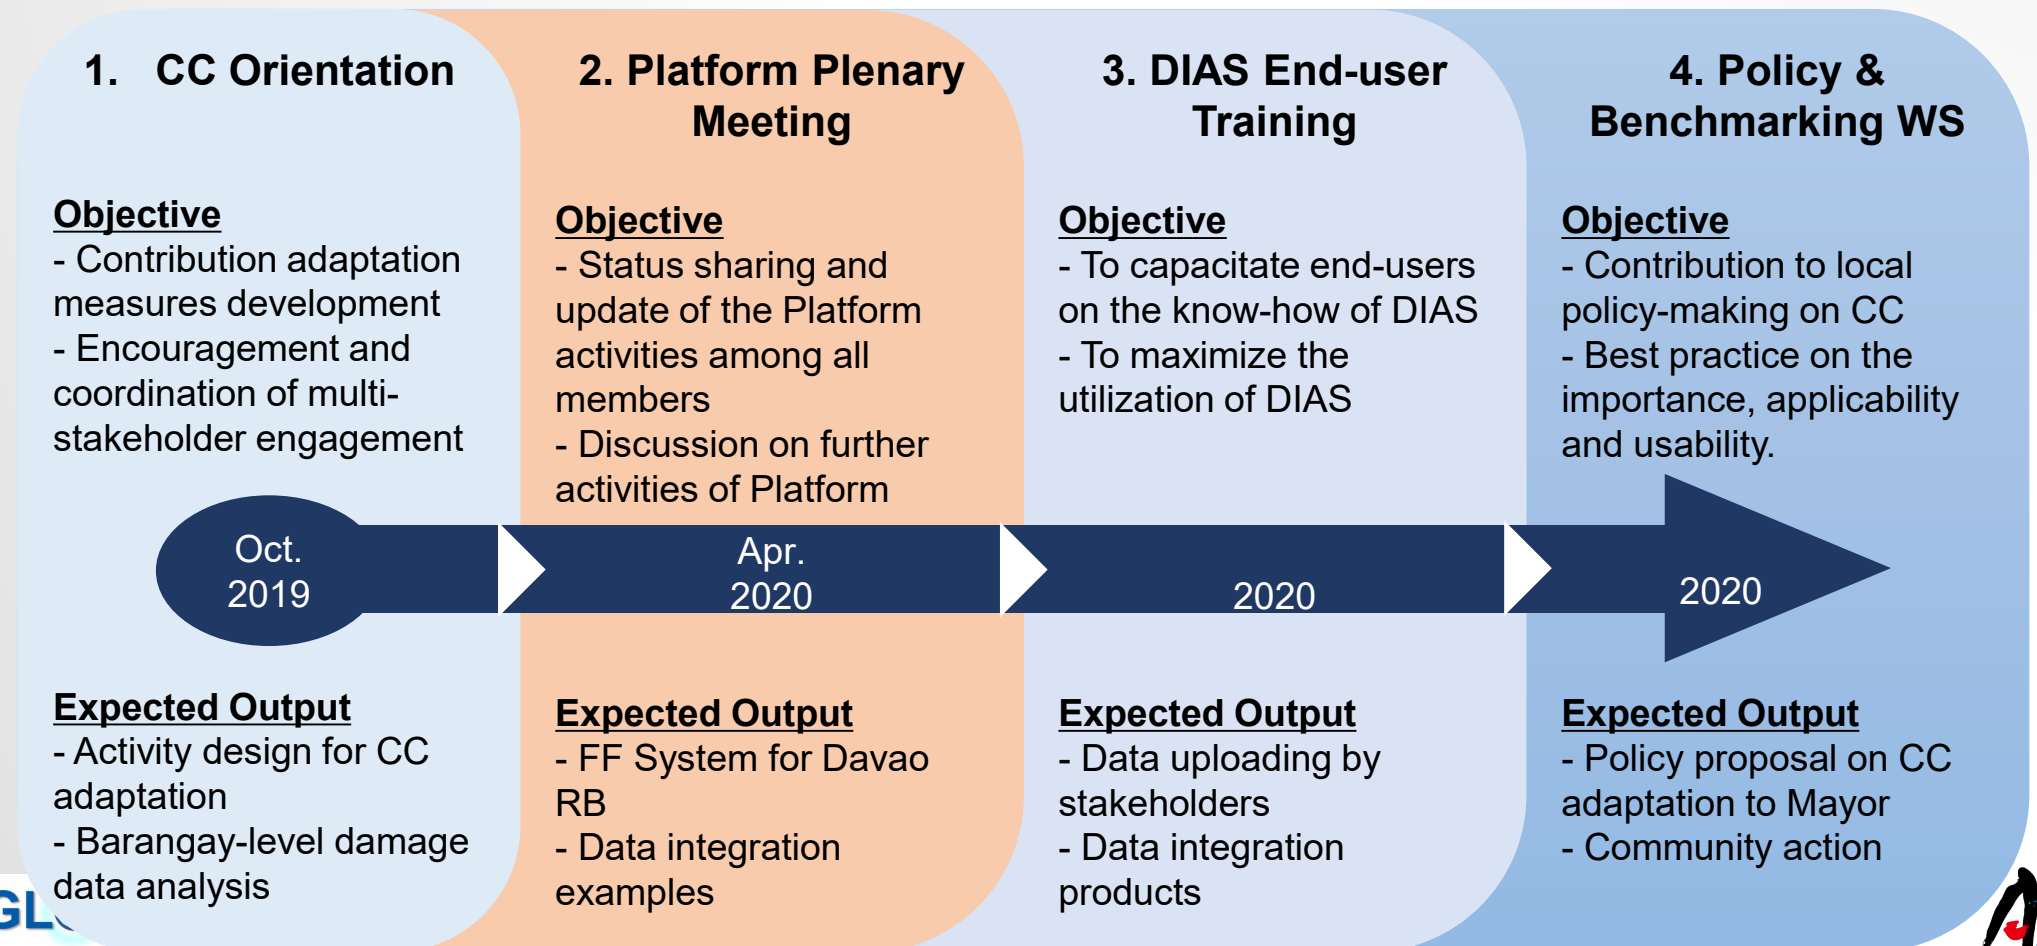 1. CC Orientation
Objective
- Contribution adaptation
measures development
- Encouragement and
coordination of multi-
stakeholder engagement
Oct.
2019
Expected Output
- Activity design for CC
adaptation
- Barangay-level damage
data analysis
2. Platform Plenary
Meeting
Objective
- Status sharing and
update of the Platform
activities among all
members
- Discussion on further
activities of Platform
Apr.
2020
Expected Output
- FF System for Davao
RB
- Data integration
examples
3. DIAS End-user
Training
Objective
- To capacitate end-users
on the know-how of DIAS
- To maximize the
utilization of DIAS
2020
Expected Output
- Data uploading by
stakeholders
- Data integration
products
4. Policy &
Benchmarking WS
Objective
- Contribution to local
policy-making on CC
- Best practice on the
importance, applicability
and usability.
2020
Expected Output
- Policy proposal on CC
adaptation to Mayor
- Community action